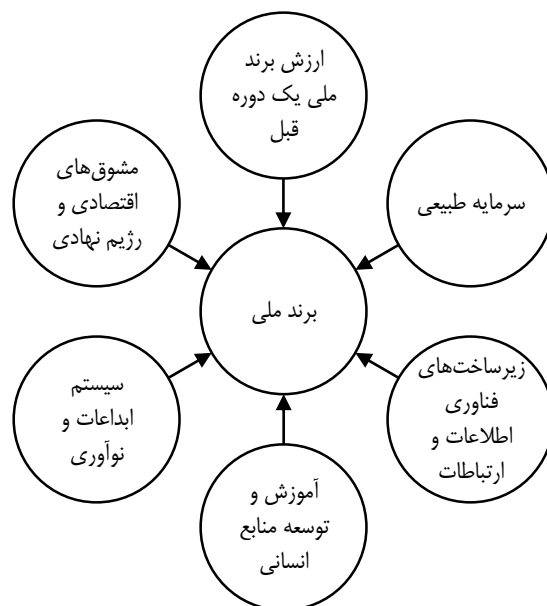 ارزش برند
ملی یک دوره
قبل
سرمایه طبیعی
مشوق‌های
اقتصادی و
رژیم نهادی
برند ملی
زیرساخت‌های
فناوری
اطلاعات و
ارتباطات
سیستم
ابداعات و
نوآوری
آموزش و
توسعه منابع
انسانی